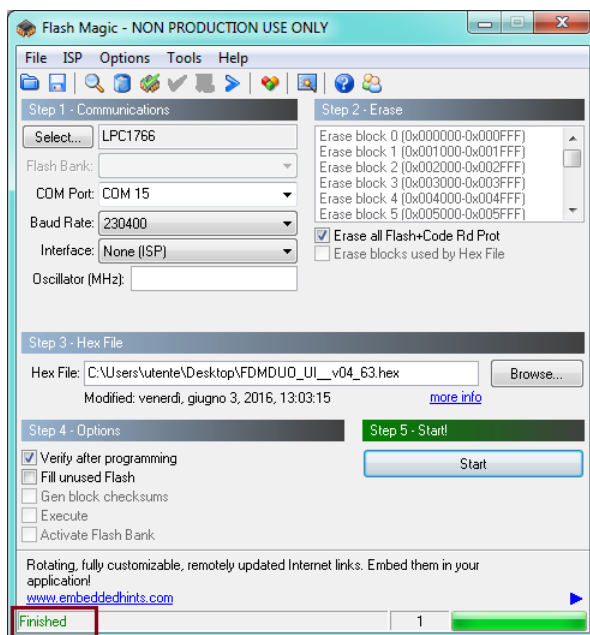 Flash Magic - NON PRODUCTION USE ONLY
File ISP Options Tools Help
Step 1 - Communications
Select... LPC1766
Flash Bank:
COM Port: COM 15
Baud Rate: 230400
Interface: None (ISP)
Oscillator (MHz):
Step 2 - Erase
Erase block 0 (0x000000-0x000FFF)
Erase block 1 (0x001000-0x001FFF)
Erase block 2 (0x002000-0x002FFF)
Erase block 3 (0x003000-0x003FFF)
Erase block 4 (0x004000-0x004FFF)
Erase block 5 (0x005000-0x005FFF)
Erase all Flash+Code Rd Prot
Erase blocks used by Hex File
Step 3 - Hex File
Hex File: C:\Users\utente\Desktop\FDMDUO_UI__v04_63.hex Browse...
Modified: venerdì, giugno 3, 2016, 13:03:15 more info
Step 4 - Options
Verify after programming
Fill unused Flash
Gen block checksums
Execute
Activate Flash Bank
Step 5 - Start!
Start
Rotating, fully customizable, remotely updated Internet links. Embed them in your
application!
www.embeddedhints.com
Finished 1